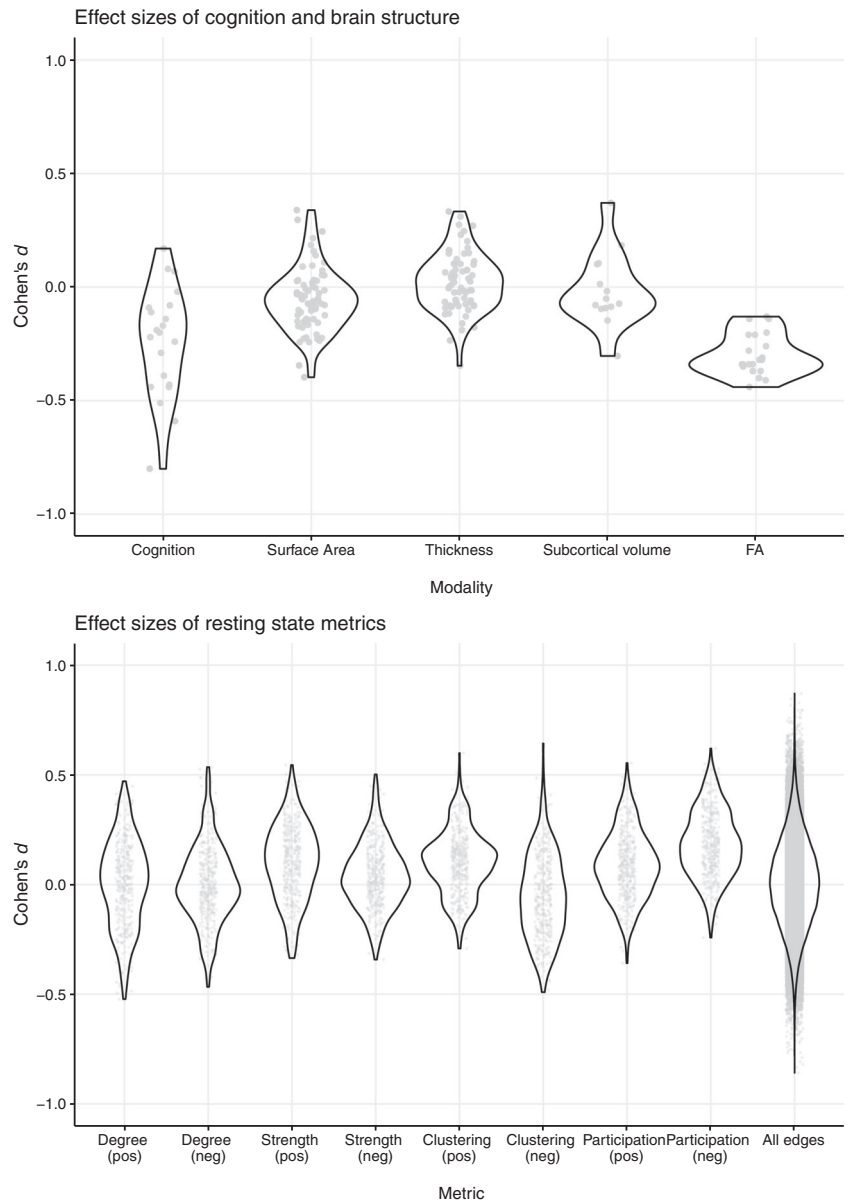 Effect sizes of cognition and brain structure
1.0
0.5
0.0
−0.5
−1.0
Cohen's d
Cognition Surface Area Thickness Subcortical volume FA
Modality
Effect sizes of resting state metrics
1.0
0.5
0.0
−0.5
−1.0
Cohen's d
Degree Degree Strength Strength Clustering Clustering Participation Participation All edges
(pos) (neg) (pos) (neg) (pos) (neg) (pos) (neg)
Metric